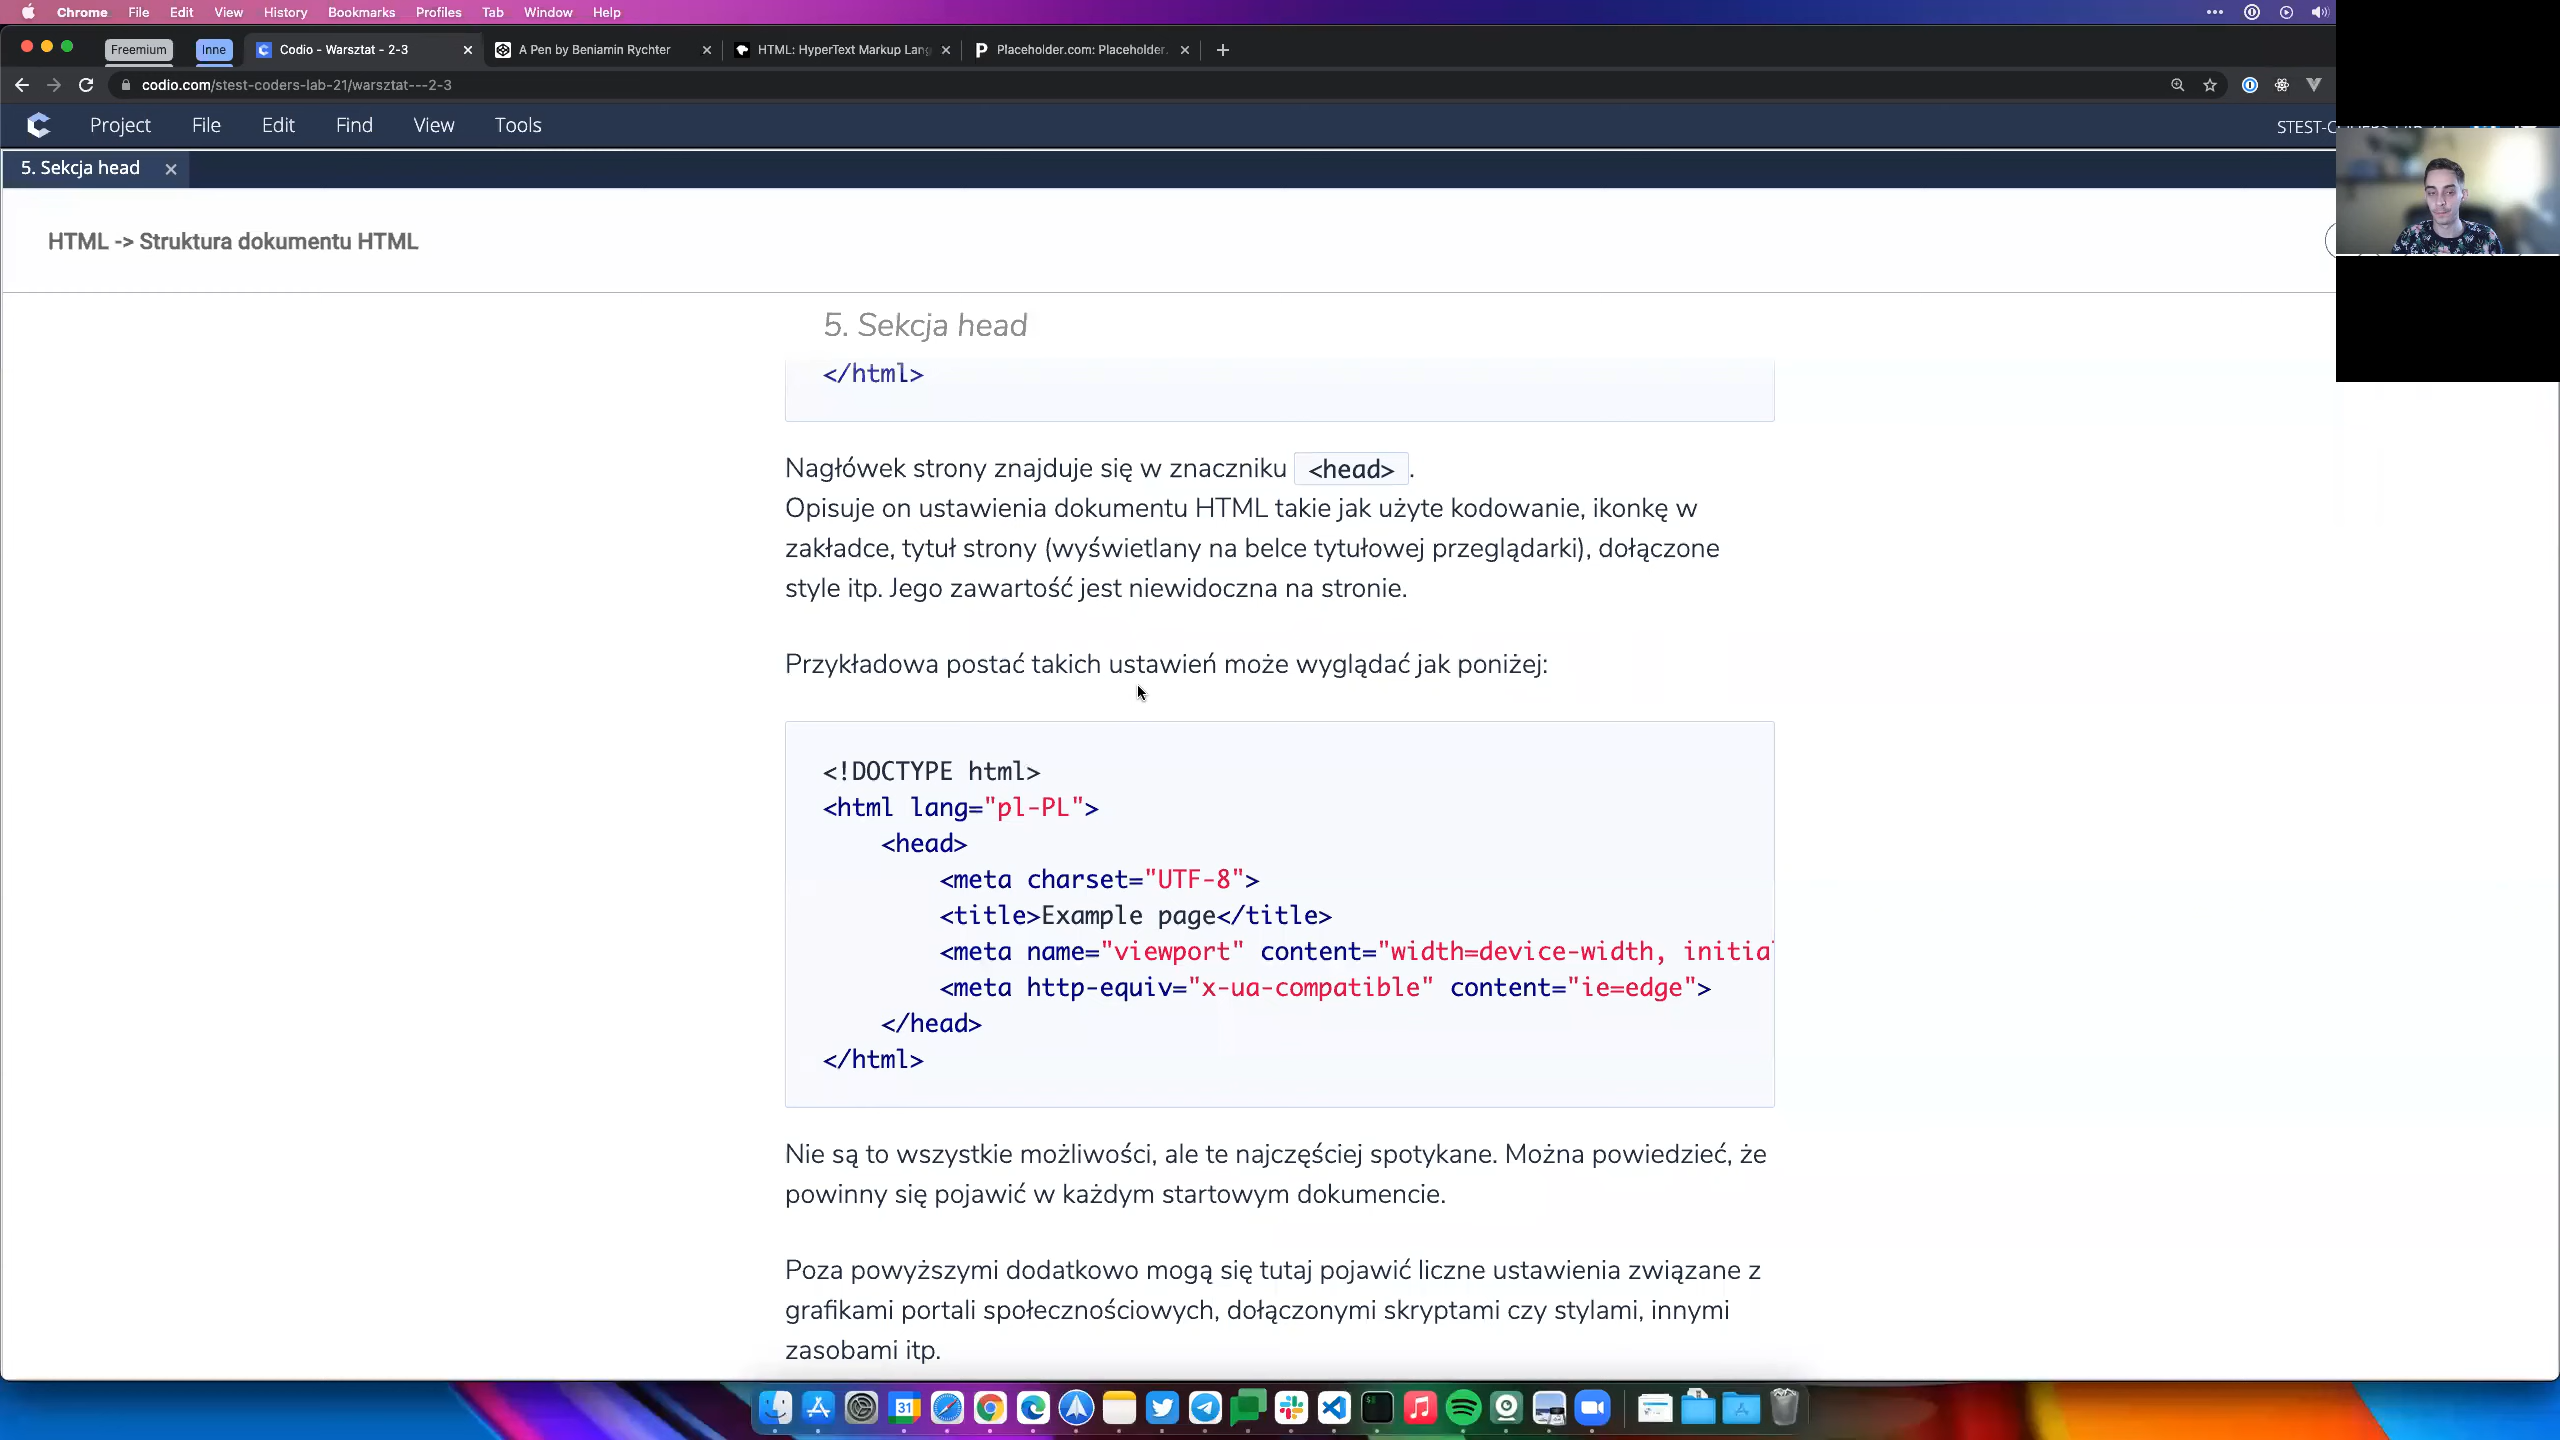 Chrome File Edit View History Bookmarks Profiles Tab Window Help
Freemium Inne Codio - Warsztat - 2-3 A Pen by Beniamin Rychter HTML: HyperText Markup Lang Placeholder.com: Placeholder.
codio.com/stest-coders-lab-21/warsztat---2-3
Project File Edit Find View Tools
5. Sekcja head
HTML -> Struktura dokumentu HTML
5. Sekcja head
</html>
Nagłówek strony znajduje się w znaczniku <head> .
Opisuje on ustawienia dokumentu HTML takie jak użyte kodowanie, ikonkę w
zakładce, tytuł strony (wyświetlany na belce tytułowej przeglądarki), dołączone
style itp. Jego zawartość jest niewidoczna na stronie.
Przykładowa postać takich ustawień może wyglądać jak poniżej:
<!DOCTYPE html>
<html lang="pl-PL">
<head>
<meta charset="UTF-8">
<title>Example page</title>
<meta name="viewport" content="width=device-width, initial
<meta http-equiv="x-ua-compatible" content="ie=edge">
</head>
</html>
Nie są to wszystkie możliwości, ale te najczęściej spotykane. Można powiedzieć, że
powinny się pojawić w każdym startowym dokumencie.
Poza powyższymi dodatkowo mogą się tutaj pojawić liczne ustawienia związane z
grafikami portali społecznościowych, dołączonymi skryptami czy stylami, innymi
zasobami itp.
31